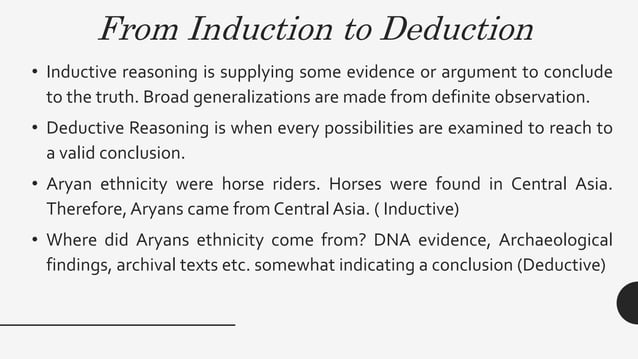 From Induction to Deduction
• Inductive reasoning is supplying some evidence or argument to conclude
to the truth. Broad generalizations are made from definite observation.
• Deductive Reasoning is when every possibilities are examined to reach to
a valid conclusion.
• Aryan ethnicity were horse riders. Horses were found in Central Asia.
Therefore, Aryans came from Central Asia. ( Inductive)
• Where did Aryans ethnicity come from? DNA evidence, Archaeological
findings, archival texts etc. somewhat indicating a conclusion (Deductive)